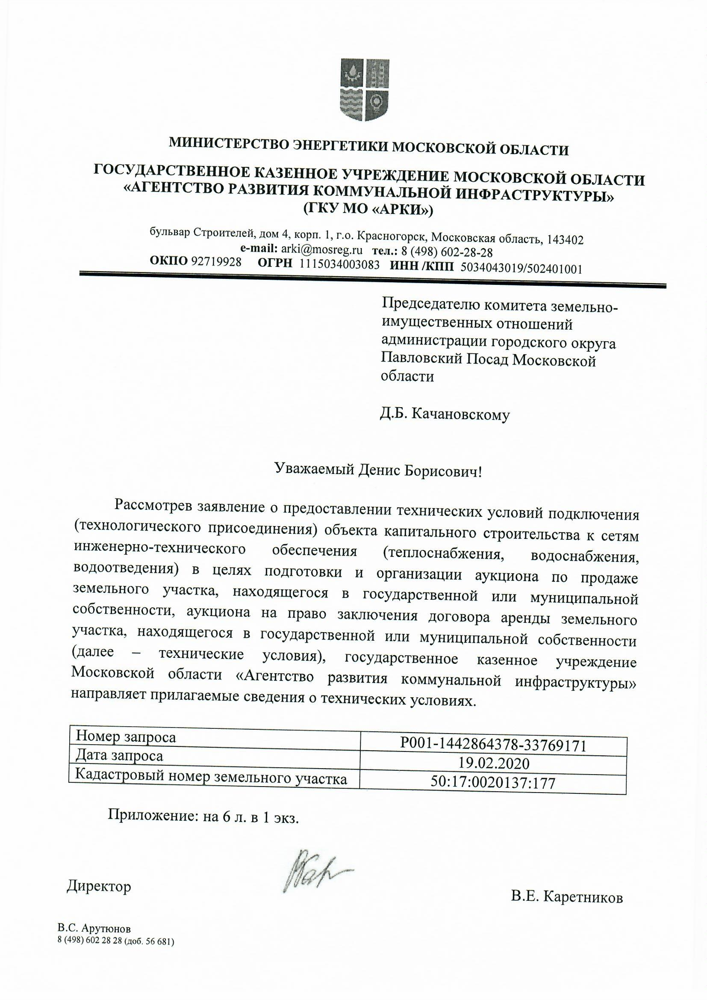 МИНИСТЕРСТВО ЭНЕРГЕТИКИ МОСКОВСКОЙ ОБЛАСТИ
ГОСУДАРСТВЕННОЕ КАЗЕННОЕ УЧРЕЖДЕНИЕ МОСКОВСКОЙ ОБЛАСТИ
«АГЕНТСТВО РАЗВИТИЯ КОММУНАЛЬНОЙ ИНФРАСТРУКТУРЫ»
(ГКУ МО «АРКИ»)
бульвар Строителей, дом 4, корп. 1, г.о. Красногорск, Московская область, 143402
e-mail: arki@mosreg.ru тел.: 8 (498) 602-28-28
ОКПО 92719928 ОГРН 1115034003083 ИНН /КПП 5034043019/502401001
Председателю комитета земельно-
имущественных отношений
администрации городского округа
Павловский Посад Московской
области
Д.Б. Качановскому
Уважаемый Денис Борисович!
Рассмотрев заявление о предоставлении технических условий подключения
(технологического присоединения) объекта капитального строительства к сетям
инженерно-технического обеспечения (теплоснабжения, водоснабжения,
водоотведения) в целях подготовки и организации аукциона по продаже
земельного участка, находящегося в государственной или муниципальной
собственности, аукциона на право заключения договора аренды земельного
участка, находящегося в государственной или муниципальной собственности
(далее – технические условия), государственное казенное учреждение
Московской области «Агентство развития коммунальной инфраструктуры»
направляет прилагаемые сведения о технических условиях.
Номер запроса P001-1442864378-33769171
Дата запроса 19.02.2020
Кадастровый номер земельного участка 50:17:0020137:177
Приложение: на 6 л. в 1 экз.
Директор В.Е. Каретников
В.С. Арутюнов
8 (498) 602 28 28 (доб. 56 681)